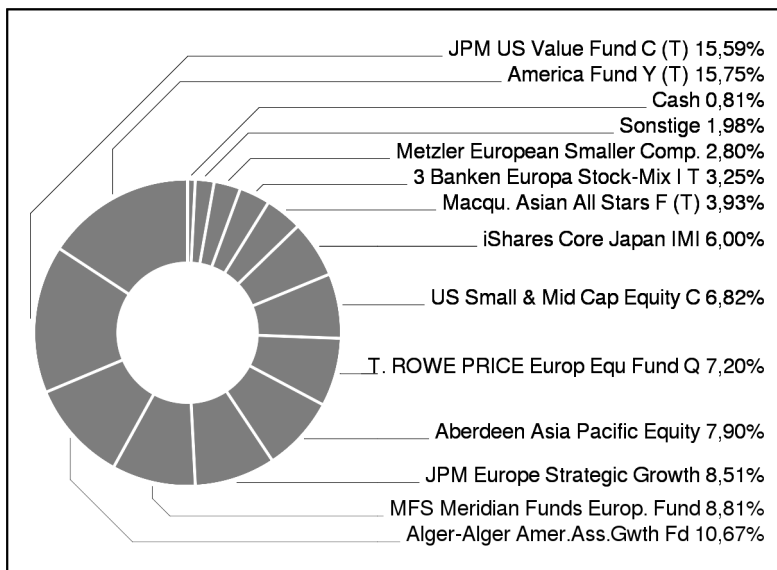 JPM US Value Fund C (T) 15,59%
America Fund Y (T) 15,75%
Cash 0,81%
Sonstige 1,98%
Metzler European Smaller Comp. 2,80%
3 Banken Europa Stock-Mix I T 3,25%
Macqu. Asian All Stars F (T) 3,93%
iShares Core Japan IMI 6,00%
US Small & Mid Cap Equity C 6,82%
T. ROWE PRICE Europ Equ Fund Q 7,20%
Aberdeen Asia Pacific Equity 7,90%
JPM Europe Strategic Growth 8,51%
MFS Meridian Funds Europ. Fund 8,81%
Alger-Alger Amer.Ass.Gwth Fd 10,67%